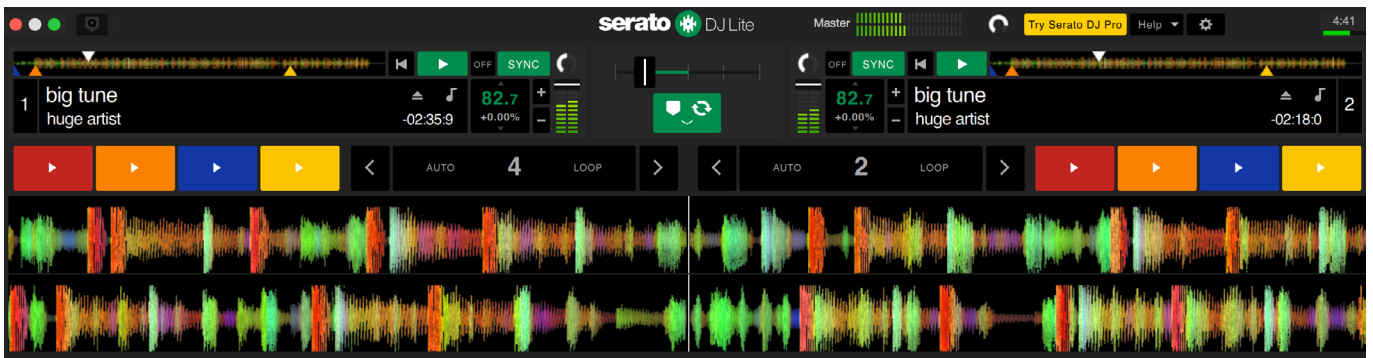 serato DJ Lite
Master
Try Serato DJ Pro
Help
4:41
OFF SYNC
1
big tune
huge artist
-02:35:9
82.7
+0.00%
+
−
OFF SYNC
82.7
+0.00%
+
−
big tune
huge artist
-02:18:0
2
< AUTO 4 LOOP >
< AUTO 2 LOOP >